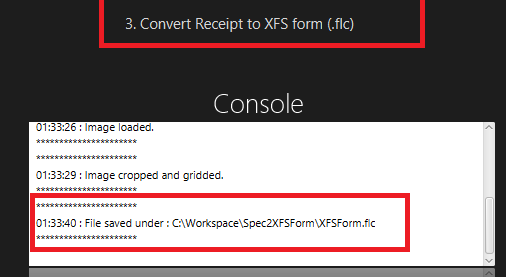 3. Convert Receipt to XFS form (.flc)
Console
01:33:26 : Image loaded.
**********************
**********************
01:33:29 : Image cropped and gridded.
**********************
**********************
01:33:40 : File saved under : C:\Workspace\Spec2XFSForm\XFSForm.flc
**********************